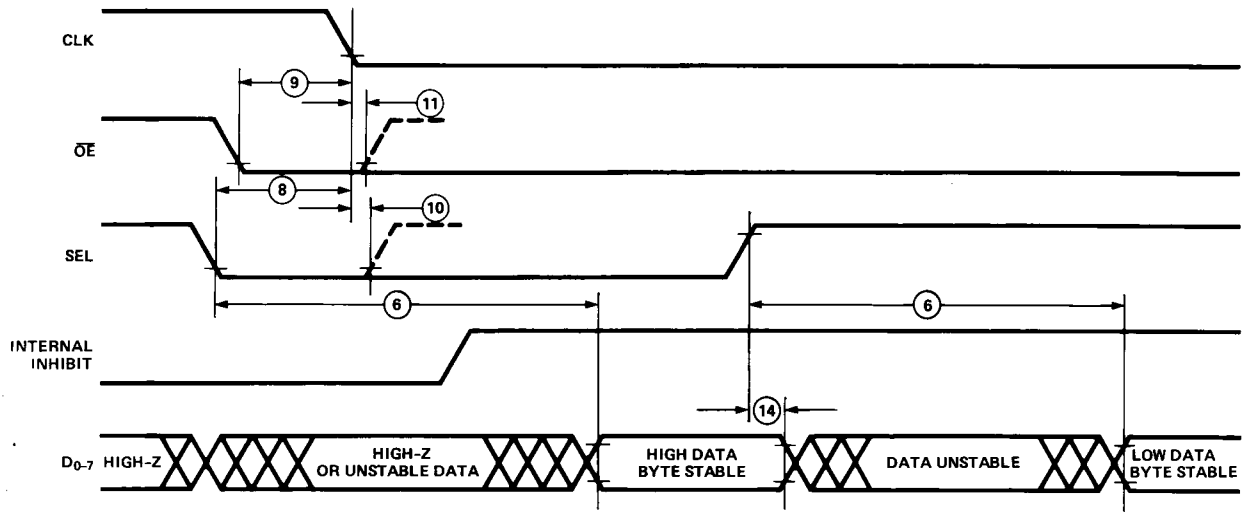 CLK
9
11
OE
8
10
SEL
6
6
INTERNAL
INHIBIT
14
D0–7 HIGH–Z
HIGH–Z
OR UNSTABLE DATA
HIGH DATA
BYTE STABLE
DATA UNSTABLE
LOW DATA
BYTE STABLE